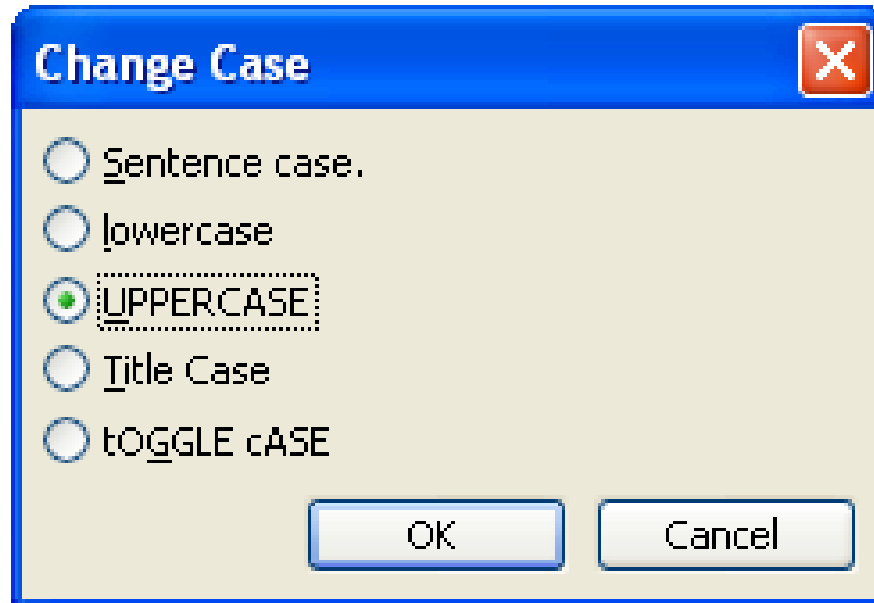 Change Case
Sentence case.
lowercase
UPPERCASE
Title Case
tOGGLE cASE
OK Cancel